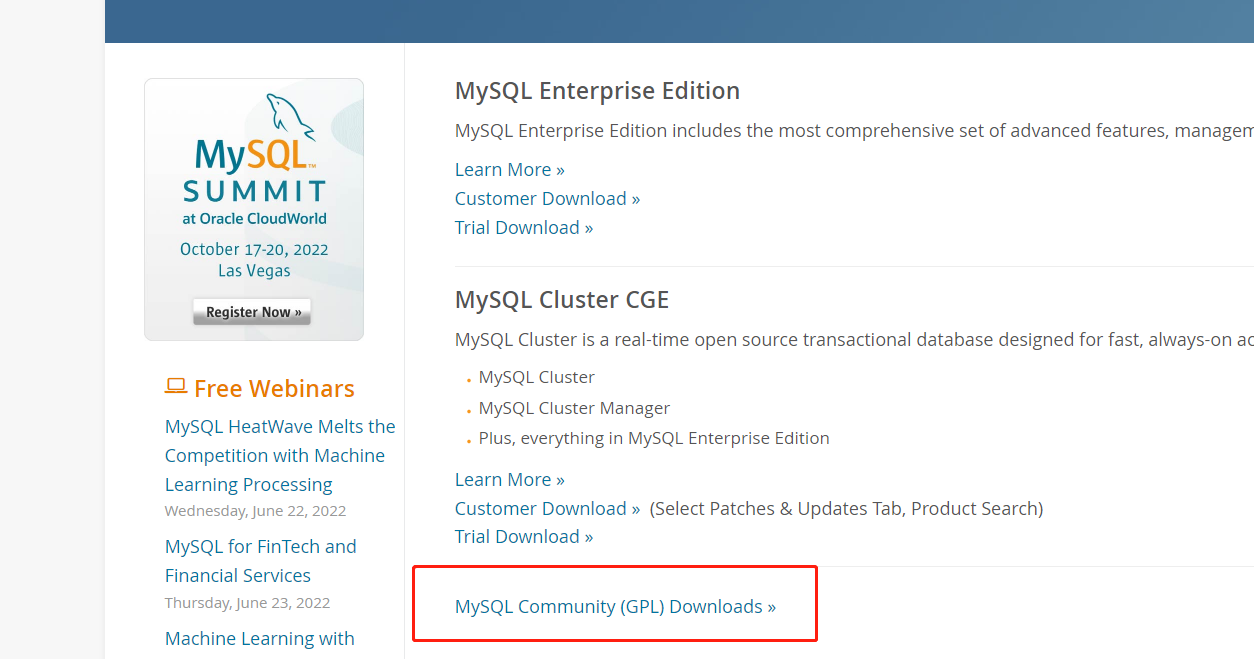 MySQL™
SUMMIT
at Oracle CloudWorld
October 17-20, 2022
Las Vegas
Register Now »
Free Webinars
MySQL HeatWave Melts the
Competition with Machine
Learning Processing
Wednesday, June 22, 2022
MySQL for FinTech and
Financial Services
Thursday, June 23, 2022
Machine Learning with
MySQL Enterprise Edition
MySQL Enterprise Edition includes the most comprehensive set of advanced features,
Learn More »
Customer Download »
Trial Download »
MySQL Cluster CGE
MySQL Cluster is a real-time open source transactional database designed for fast, always-on
• MySQL Cluster
• MySQL Cluster Manager
• Plus, everything in MySQL Enterprise Edition
Learn More »
Customer Download » (Select Patches & Updates Tab, Product Search)
Trial Download »
MySQL Community (GPL) Downloads »